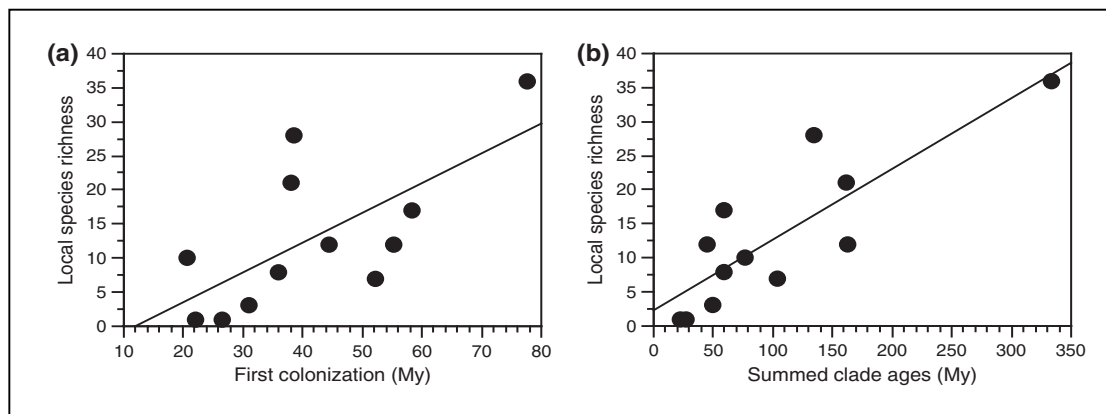 (a)
40
35
30
25
20
15
10
5
0
Local species richness
10 20 30 40 50 60 70 80
First colonization (My)
(b)
40
35
30
25
20
15
10
5
0
Local species richness
0 50 100 150 200 250 300 350
Summed clade ages (My)